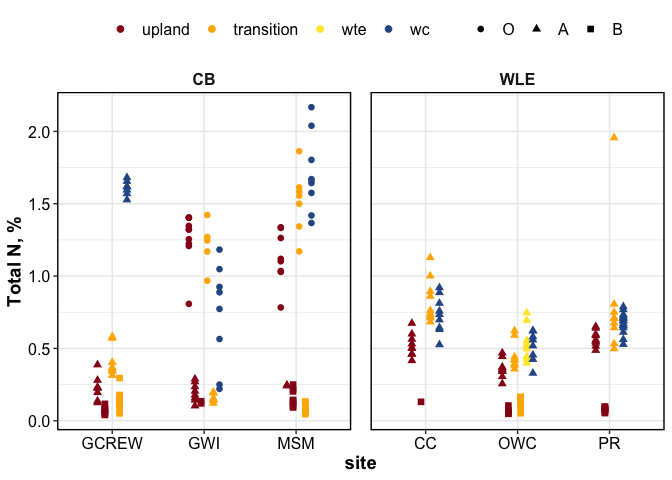 upland transition wte wc O A B
CB WLE
Total N, %
2.0
1.5
1.0
0.5
0.0
GCREW GWI MSM CC OWC PR
site